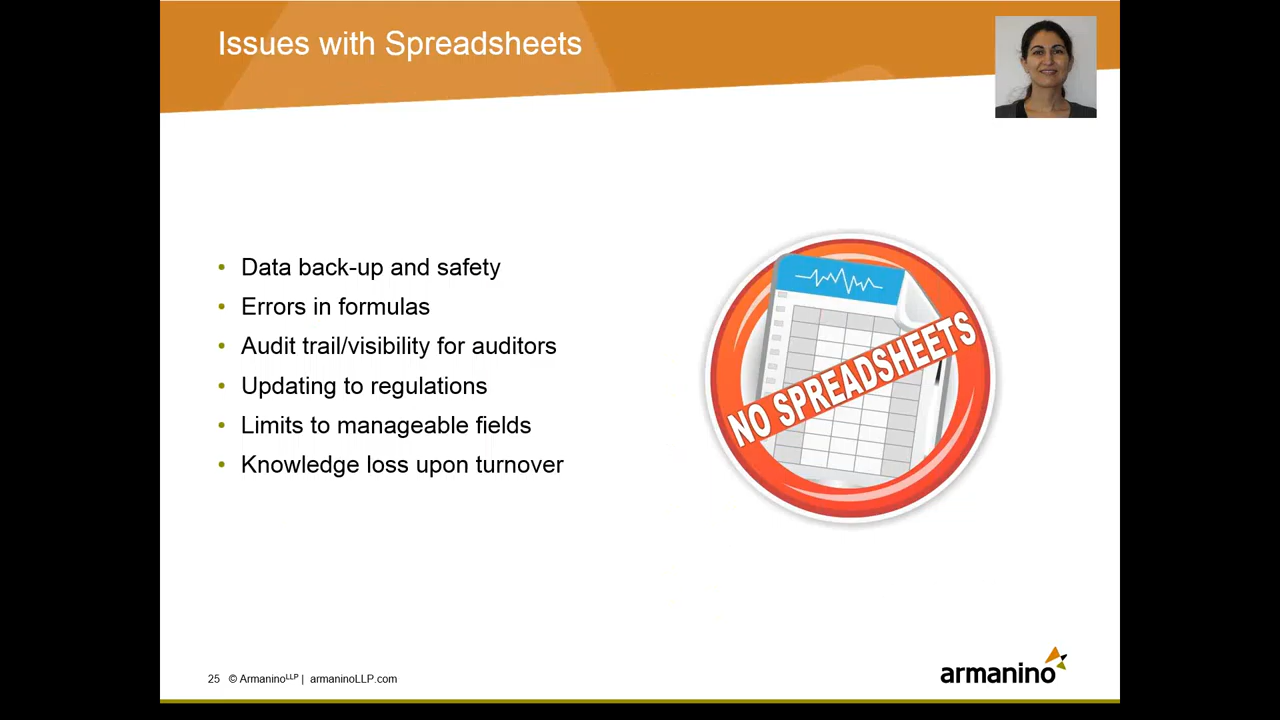 Issues with Spreadsheets
• Data back-up and safety
• Errors in formulas
• Audit trail/visibility for auditors
• Updating to regulations
• Limits to manageable fields
• Knowledge loss upon turnover
NO SPREADSHEETS
25 © ArmaninoLLP | armaninoLLP.com
armanino